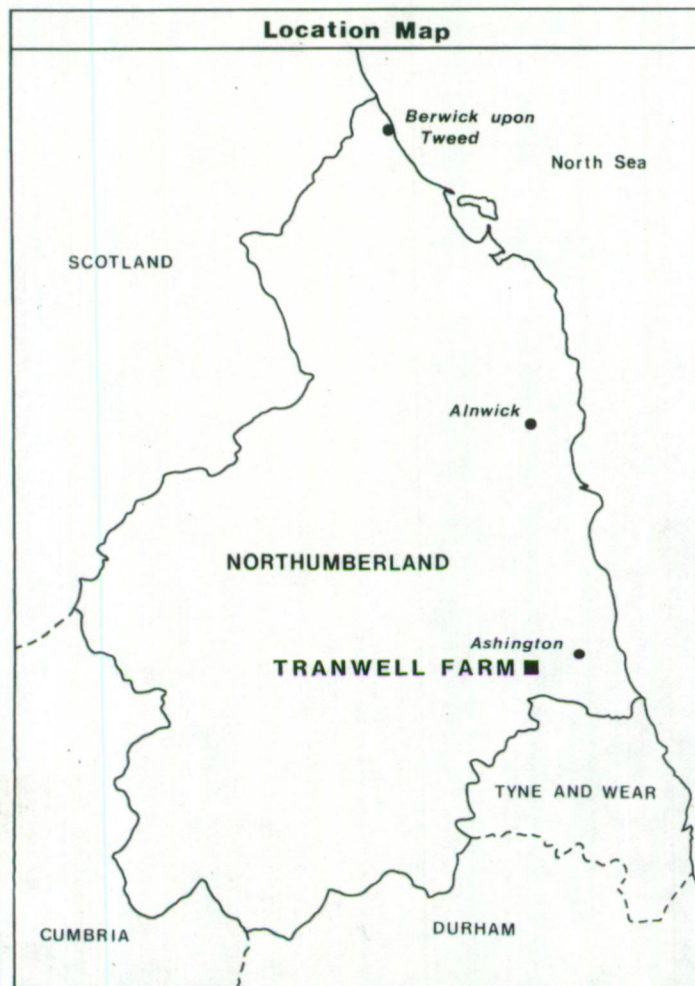 Location Map
Berwick upon
Tweed
North Sea
SCOTLAND
Alnwick
NORTHUMBERLAND
Ashington
TRANWELL FARM
TYNE AND WEAR
CUMBRIA
DURHAM